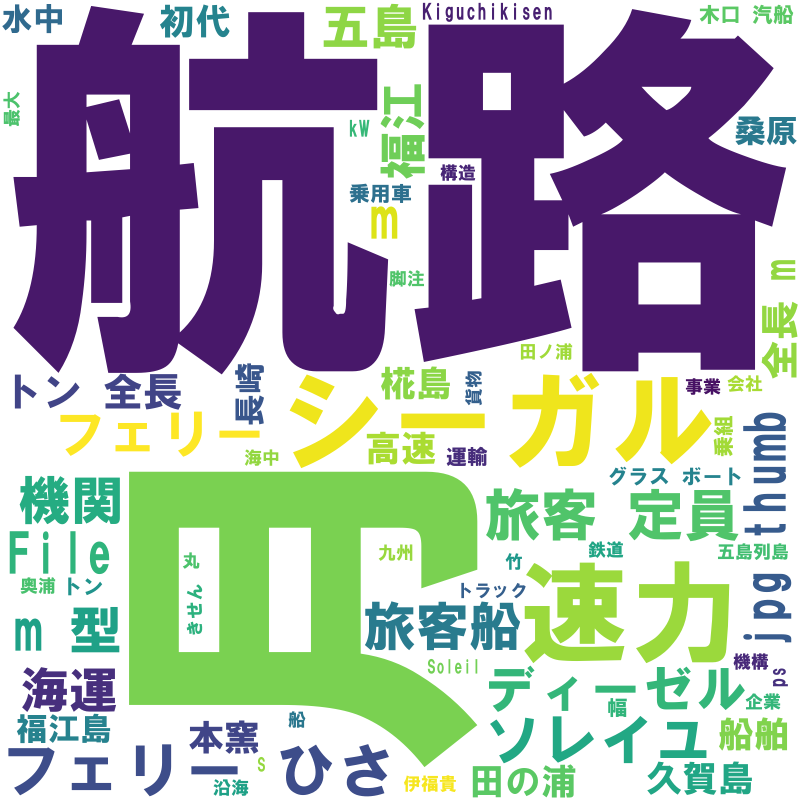 水中
初代
五島
Kiguchikisen
木口 汽船
航路
最大
kW
福江
構造
桑原
乗用車
m
脚注
全長 m
田ノ浦
トン 全長
長崎
椛島
貨物
シーガル
事業
会社
フェリー
高速
乗組
海中
運輸
グラス ボート
thumb
機関
月
旅客 定員
File
丸
九州
鉄道
五島列島
竹
奥浦
トン
きせん
トラック
速力
jpg
m 型
旅客船
機構
ps
Soleil
海運
ディーゼル
幅
企業
福江島
船
本窯
ソレイユ
船舶
フェリー ひさ
S
沿海
伊福貴
田の浦
久賀島